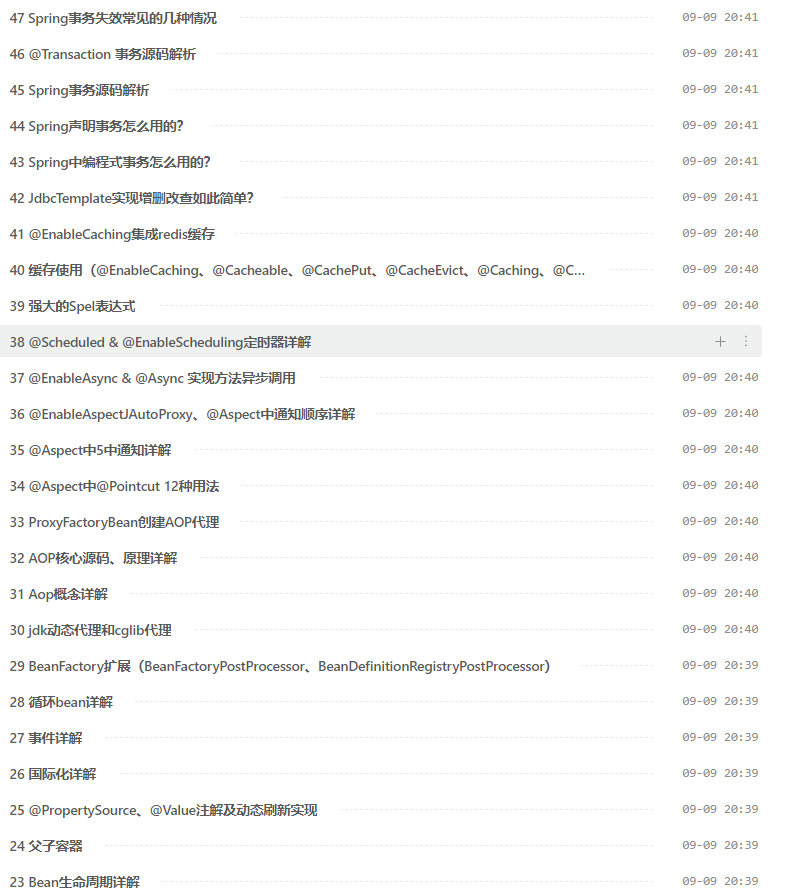 47 Spring事务失效常见的几种情况 09-09 20:41
46 @Transaction 事务源码解析 09-09 20:41
45 Spring事务源码解析 09-09 20:41
44 Spring声明事务怎么用的? 09-09 20:41
43 Spring中编程式事务怎么用的? 09-09 20:41
42 JdbcTemplate实现增删改查如此简单? 09-09 20:41
41 @EnableCaching集成redis缓存 09-09 20:40
40 缓存使用（@EnableCaching、@Cacheable、@CachePut、@CacheEvict、@Caching、@C... 09-09 20:40
39 强大的Spel表达式 09-09 20:40
38 @Scheduled & @EnableScheduling定时器详解
37 @EnableAsync & @Async 实现方法异步调用 09-09 20:40
36 @EnableAspectJAutoProxy、@Aspect中通知顺序详解 09-09 20:40
35 @Aspect中5中通知详解 09-09 20:40
34 @Aspect中@Pointcut 12种用法 09-09 20:40
33 ProxyFactoryBean创建AOP代理 09-09 20:40
32 AOP核心源码、原理详解 09-09 20:40
31 Aop概念详解 09-09 20:40
30 jdk动态代理和cglib代理 09-09 20:40
29 BeanFactory扩展（BeanFactoryPostProcessor、BeanDefinitionRegistryPostProcessor） 09-09 20:39
28 循环bean详解 09-09 20:39
27 事件详解 09-09 20:39
26 国际化详解 09-09 20:39
25 @PropertySource、@Value注解及动态刷新实现 09-09 20:39
24 父子容器 09-09 20:39
23 Bean生命周期详解 09-09 20:39